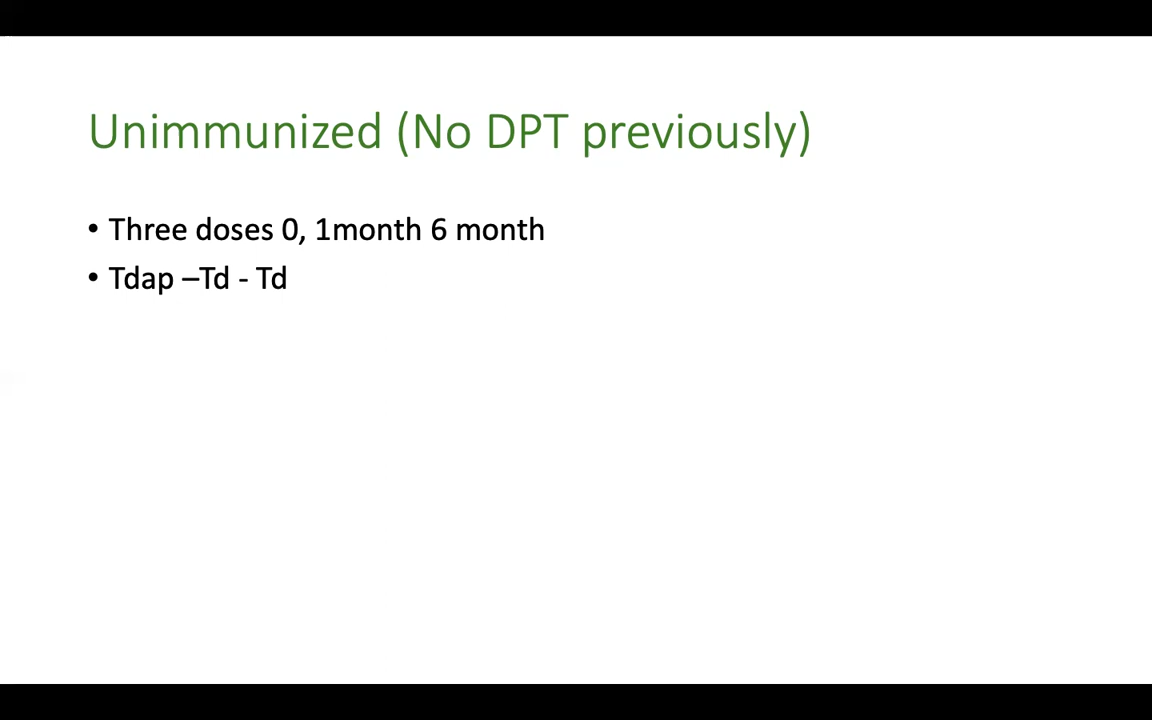 Unimmunized (No DPT previously)
• Three doses 0, 1month 6 month
• Tdap –Td - Td